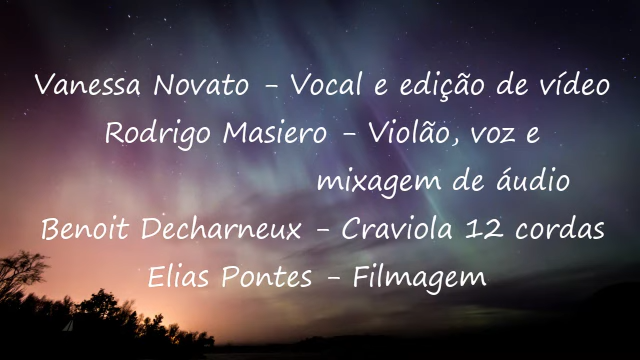 Vanessa Novato - Vocal e edição de vídeo
Rodrigo Masiero - Violão, voz e
mixagem de áudio
Benoit Decharneux - Craviola 12 cordas
Elias Pontes - Filmagem